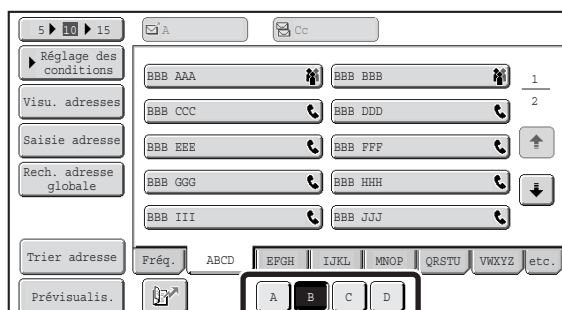 5 10 15
A
Cc
Réglage des
conditions
Visu. adresses
Saisie adresse
Rech. adresse
globale
Trier adresse
Prévisualis.
BBB AAA
BBB BBB
BBB CCC
BBB DDD
BBB EEE
BBB FFF
BBB GGG
BBB HHH
BBB III
BBB JJJ
1
2
Fréq.
ABCD
EFGH
IJKL
MNOP
QRSTU
VWXYZ
etc.
A
B
C
D